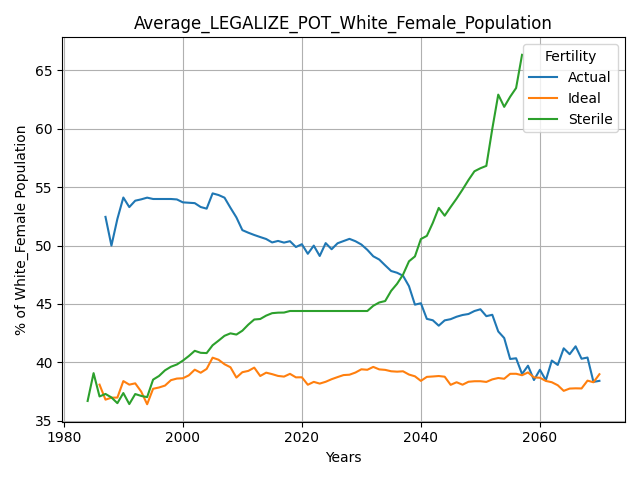 Average_LEGALIZE_POT_White_Female_Population
% of White_Female Population
65
60
55
50
45
40
35
Fertility
Actual
Ideal
Sterile
1980
2000
2020
2040
2060
Years